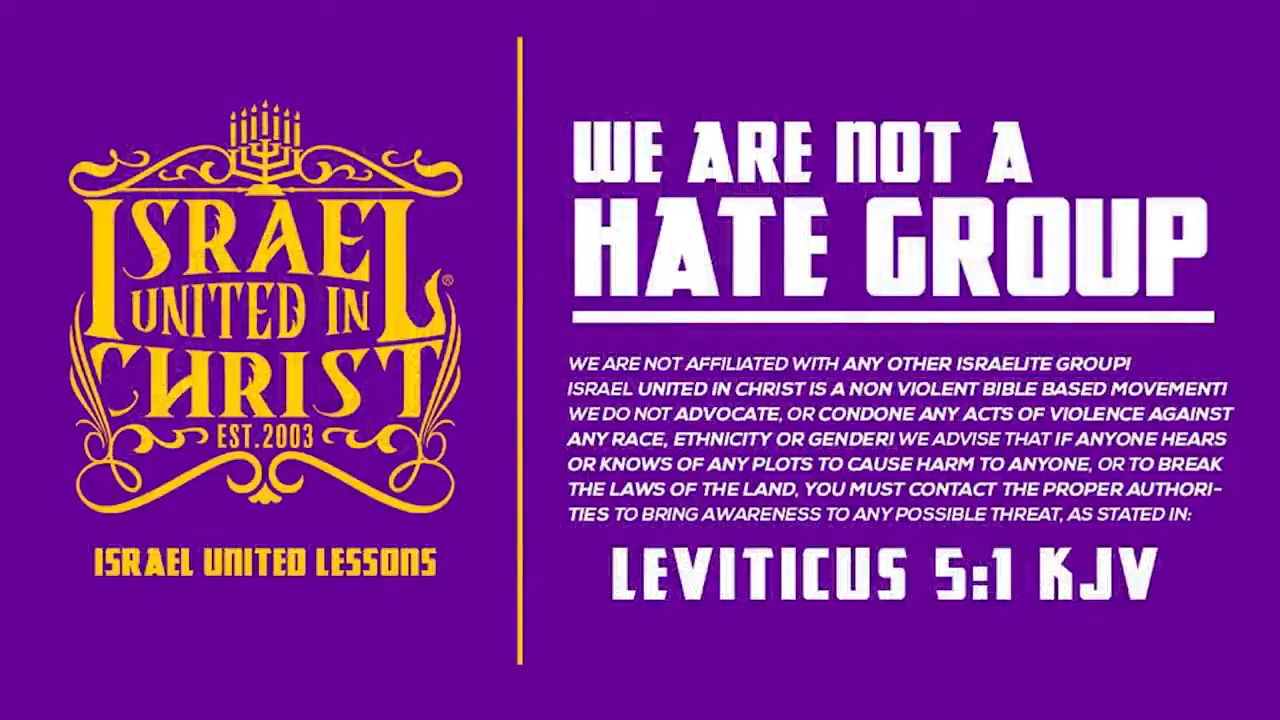 ISRAEL
UNITED IN
CHRIST®
EST.2003
ISRAEL UNITED LESSONS
WE ARE NOT A
HATE GROUP
WE ARE NOT AFFILIATED WITH ANY OTHER ISRAELITE GROUP!
ISRAEL UNITED IN CHRIST IS A NON VIOLENT BIBLE BASED MOVEMENT!
WE DO NOT ADVOCATE, OR CONDONE ANY ACTS OF VIOLENCE AGAINST
ANY RACE, ETHNICITY OR GENDER! WE ADVISE THAT IF ANYONE HEARS
OR KNOWS OF ANY PLOTS TO CAUSE HARM TO ANYONE, OR TO BREAK
THE LAWS OF THE LAND, YOU MUST CONTACT THE PROPER AUTHORI-
TIES TO BRING AWARENESS TO ANY POSSIBLE THREAT, AS STATED IN:
LEVITICUS 5:1 KJV